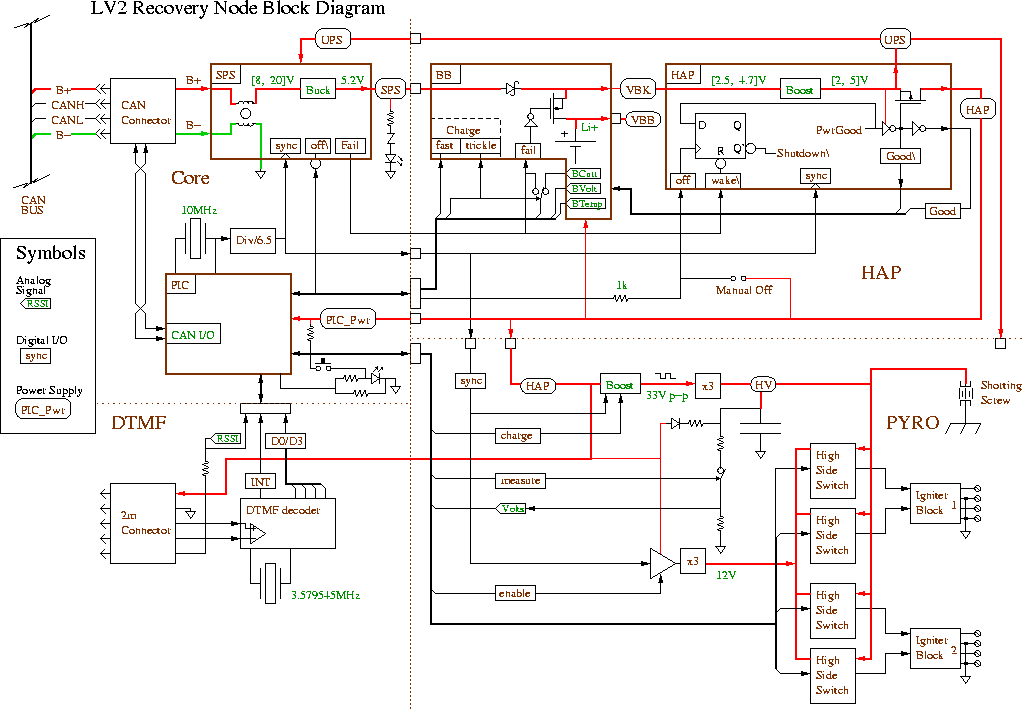 LV2 Recovery Node Block Diagram
UPS
UPS
SPS
[8, 20]V
Buck
5.2V
SPS
BB
VBK
HAP
[2.5, 4.7]V
Boost
[2, 5]V
HAP
B+
CANH
CANL
B-
CAN
Connector
B+
B-
Charge
fast
trickle
fail
+
Li+
VBB
D
Q
Q'
R
Shutdown\
PwrGood
Good\
sync
off\
Fail
BCutt
BVolt
BTemp
off
wake\
sync
Good
Core
CAN
BUS
10MHz
Div/6.5
Symbols
Analog
Signal
RSSI
Digital I/O
sync
Power Supply
PIC_Pwr
PIC
CAN I/O
PIC_Pwr
1k
Manual Off
HAP
sync
HAP
Boost
33V p-p
x3
HV
Shotting
Screw
PYRO
DTMF
RSSI
D0/D3
INT
DTMF decoder
2m
Connector
3.579545MHz
charge
measure
Volts
enable
x3
12V
High
Side
Switch
High
Side
Switch
High
Side
Switch
High
Side
Switch
Igniter
Block 1
Igniter
Block 2